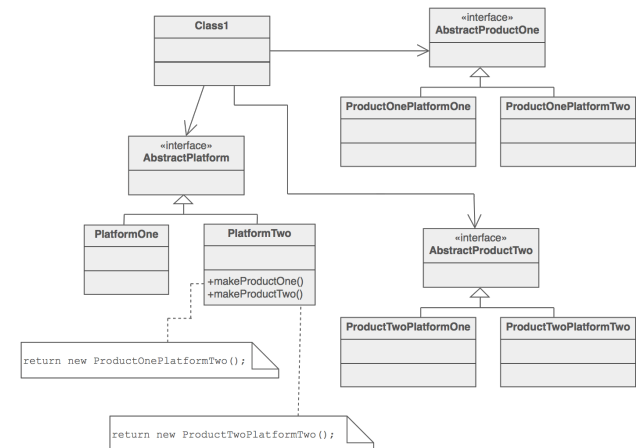 Class1
«interface»
AbstractProductOne
ProductOnePlatformOne
ProductOnePlatformTwo
«interface»
AbstractPlatform
PlatformOne
PlatformTwo
+makeProductOne()
+makeProductTwo()
«interface»
AbstractProductTwo
ProductTwoPlatformOne
ProductTwoPlatformTwo
return new ProductOnePlatformTwo();
return new ProductTwoPlatformTwo();